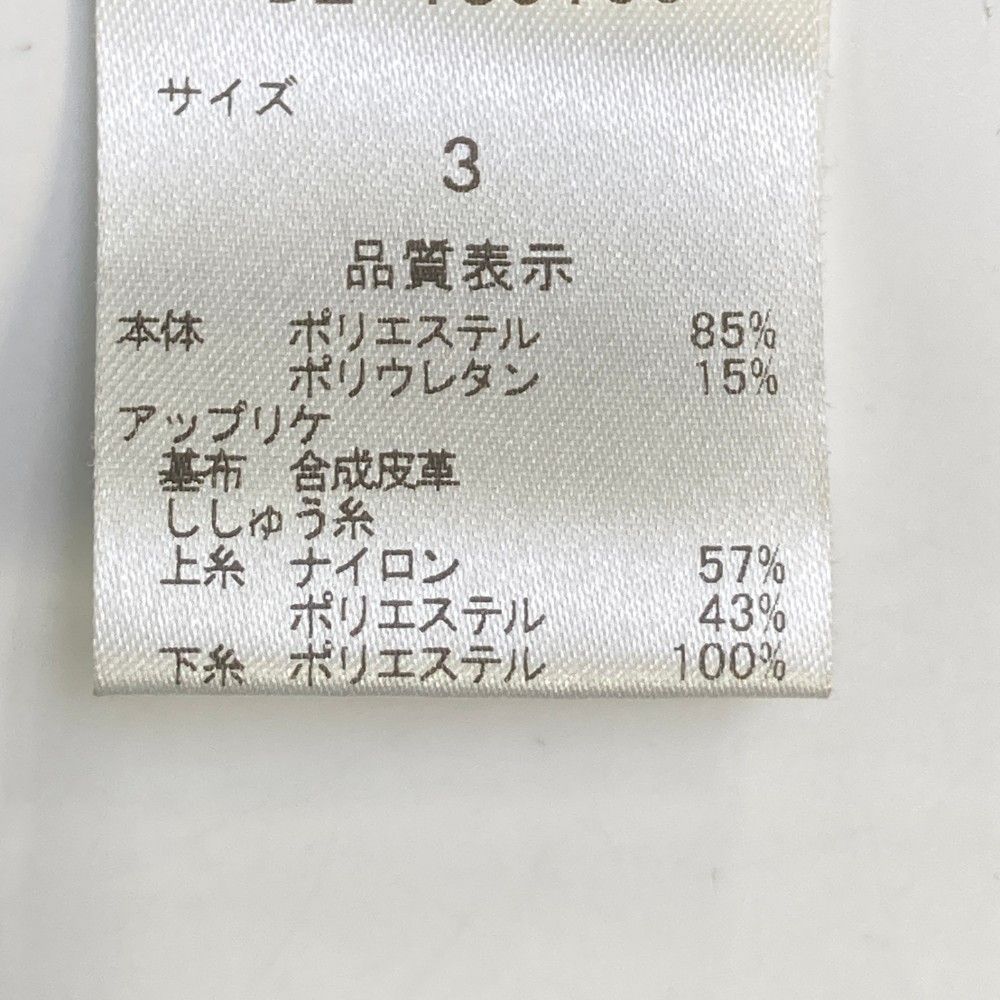 サイズ
3
品質表示
本体 ポリエステル 85%
ポリウレタン 15%
アップリケ
基布 合成皮革
ししゅう糸
上糸 ナイロン 57%
ポリエステル 43%
下糸 ポリエステル 100%